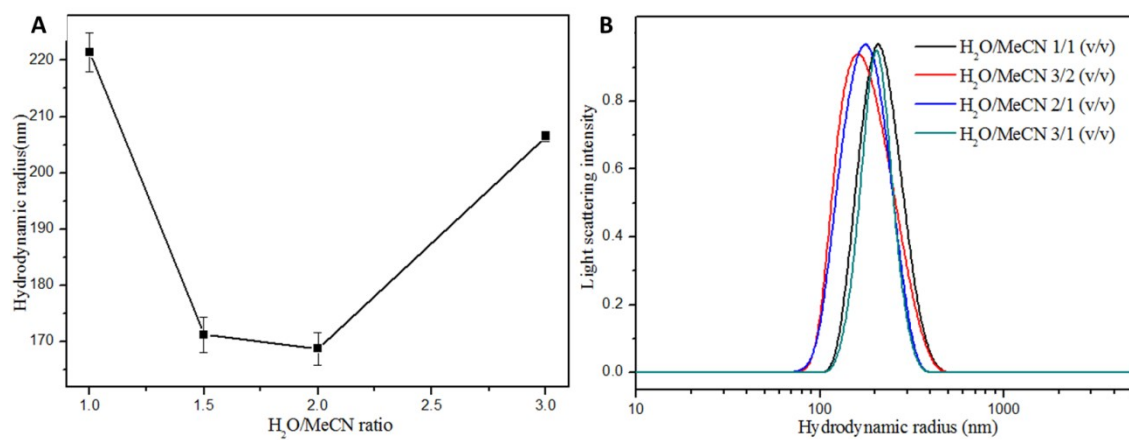 A
Hydrodynamic radius(nm)
220
210
200
190
180
170
1.0
1.5
2.0
2.5
3.0
H₂O/MeCN ratio
B
Light scattering intensity
0.8
0.6
0.4
0.2
0.0
10
100
1000
Hydrodynamic radius (nm)
H₂O/MeCN 1/1 (v/v)
H₂O/MeCN 3/2 (v/v)
H₂O/MeCN 2/1 (v/v)
H₂O/MeCN 3/1 (v/v)